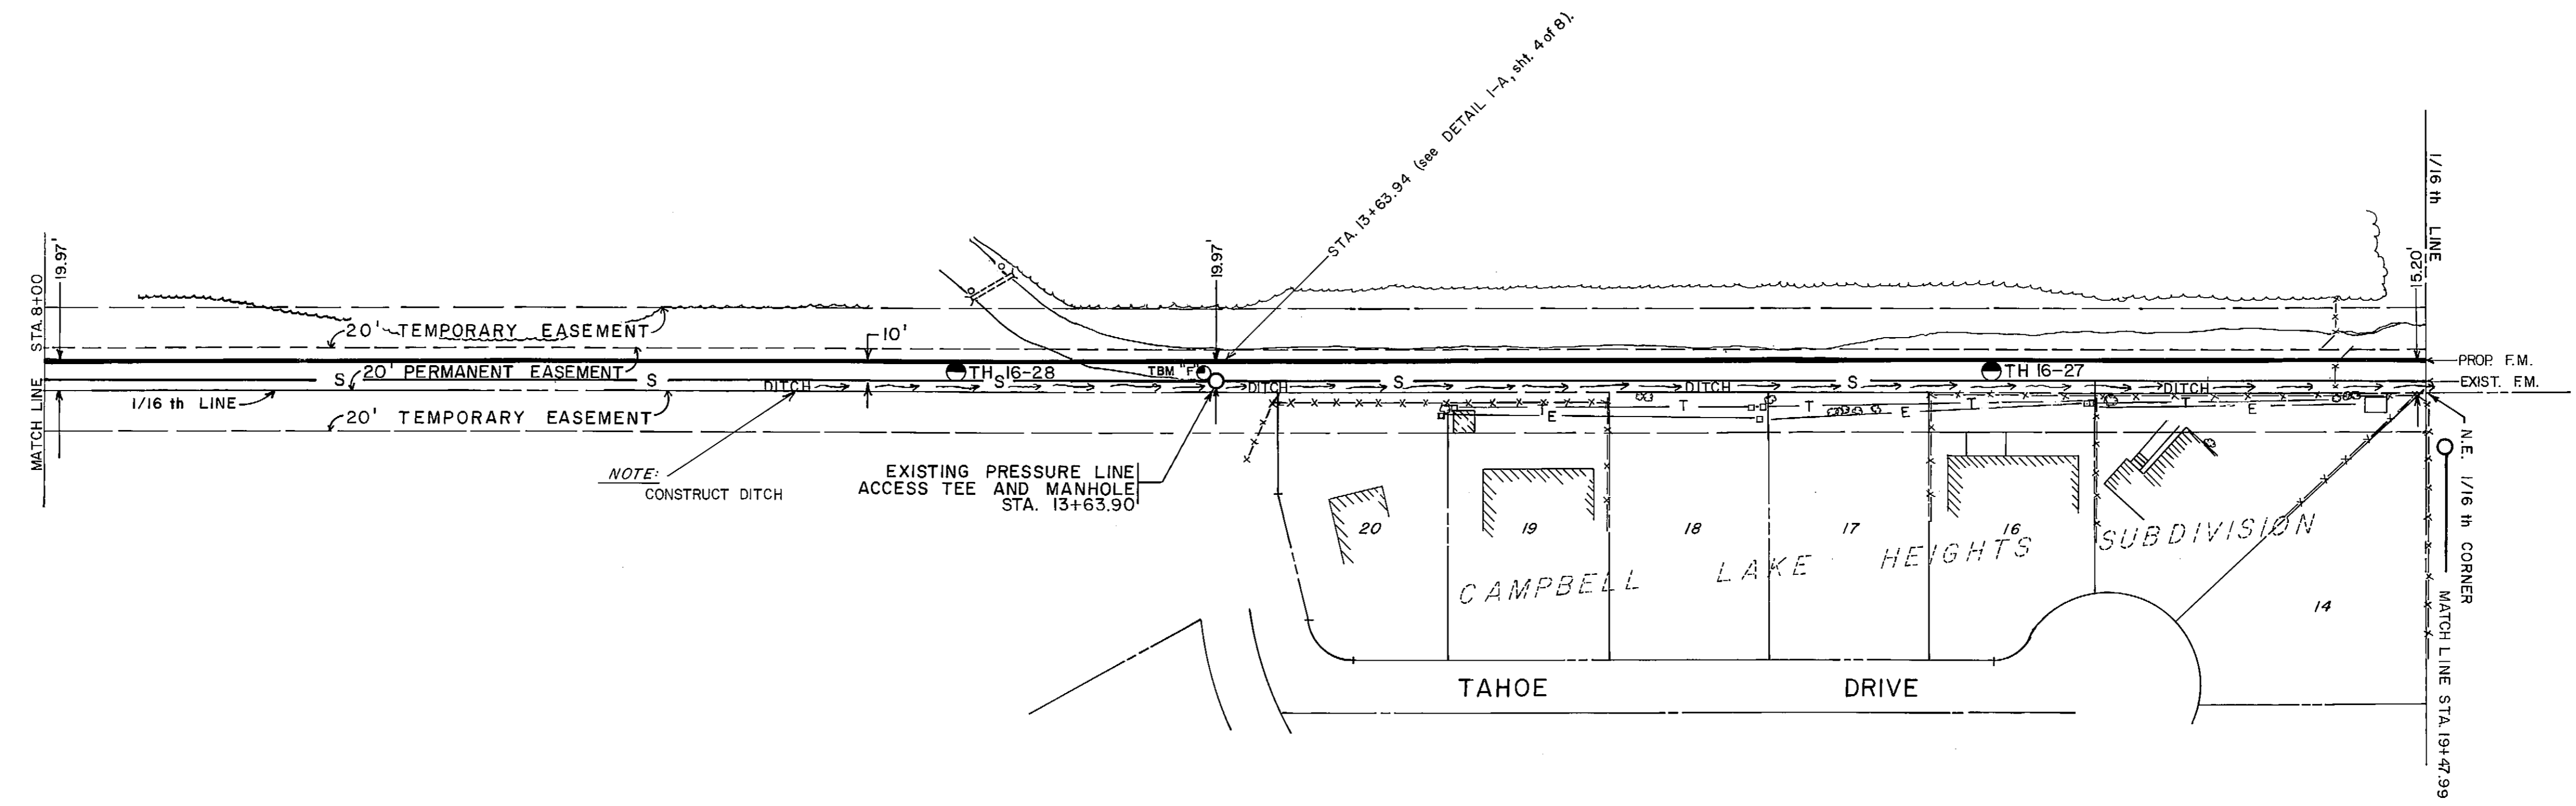 STA. 13+63.94 (see DETAIL 1-A, sht. 4 of 8).
1/16 th LINE
19.97'
19.97'
15.20'
MATCH LINE STA. 8+00
20' TEMPORARY EASEMENT
10'
PROP. F.M.
20' PERMANENT EASEMENT
TH 16-28
TBM "F"
TH 16-27
EXIST. F.M.
S
S
S
S
S
DITCH
DITCH
DITCH
DITCH
1/16 th LINE
20' TEMPORARY EASEMENT
T
T
T
T
T
E
E
E
NOTE:
CONSTRUCT DITCH
EXISTING PRESSURE LINE
ACCESS TEE AND MANHOLE
STA. 13+63.90
N.E. 1/16 th CORNER
20
19
18
17
16
14
CAMPBELL LAKE HEIGHTS SUBDIVISION
MATCH LINE STA. 19+47.99
TAHOE DRIVE